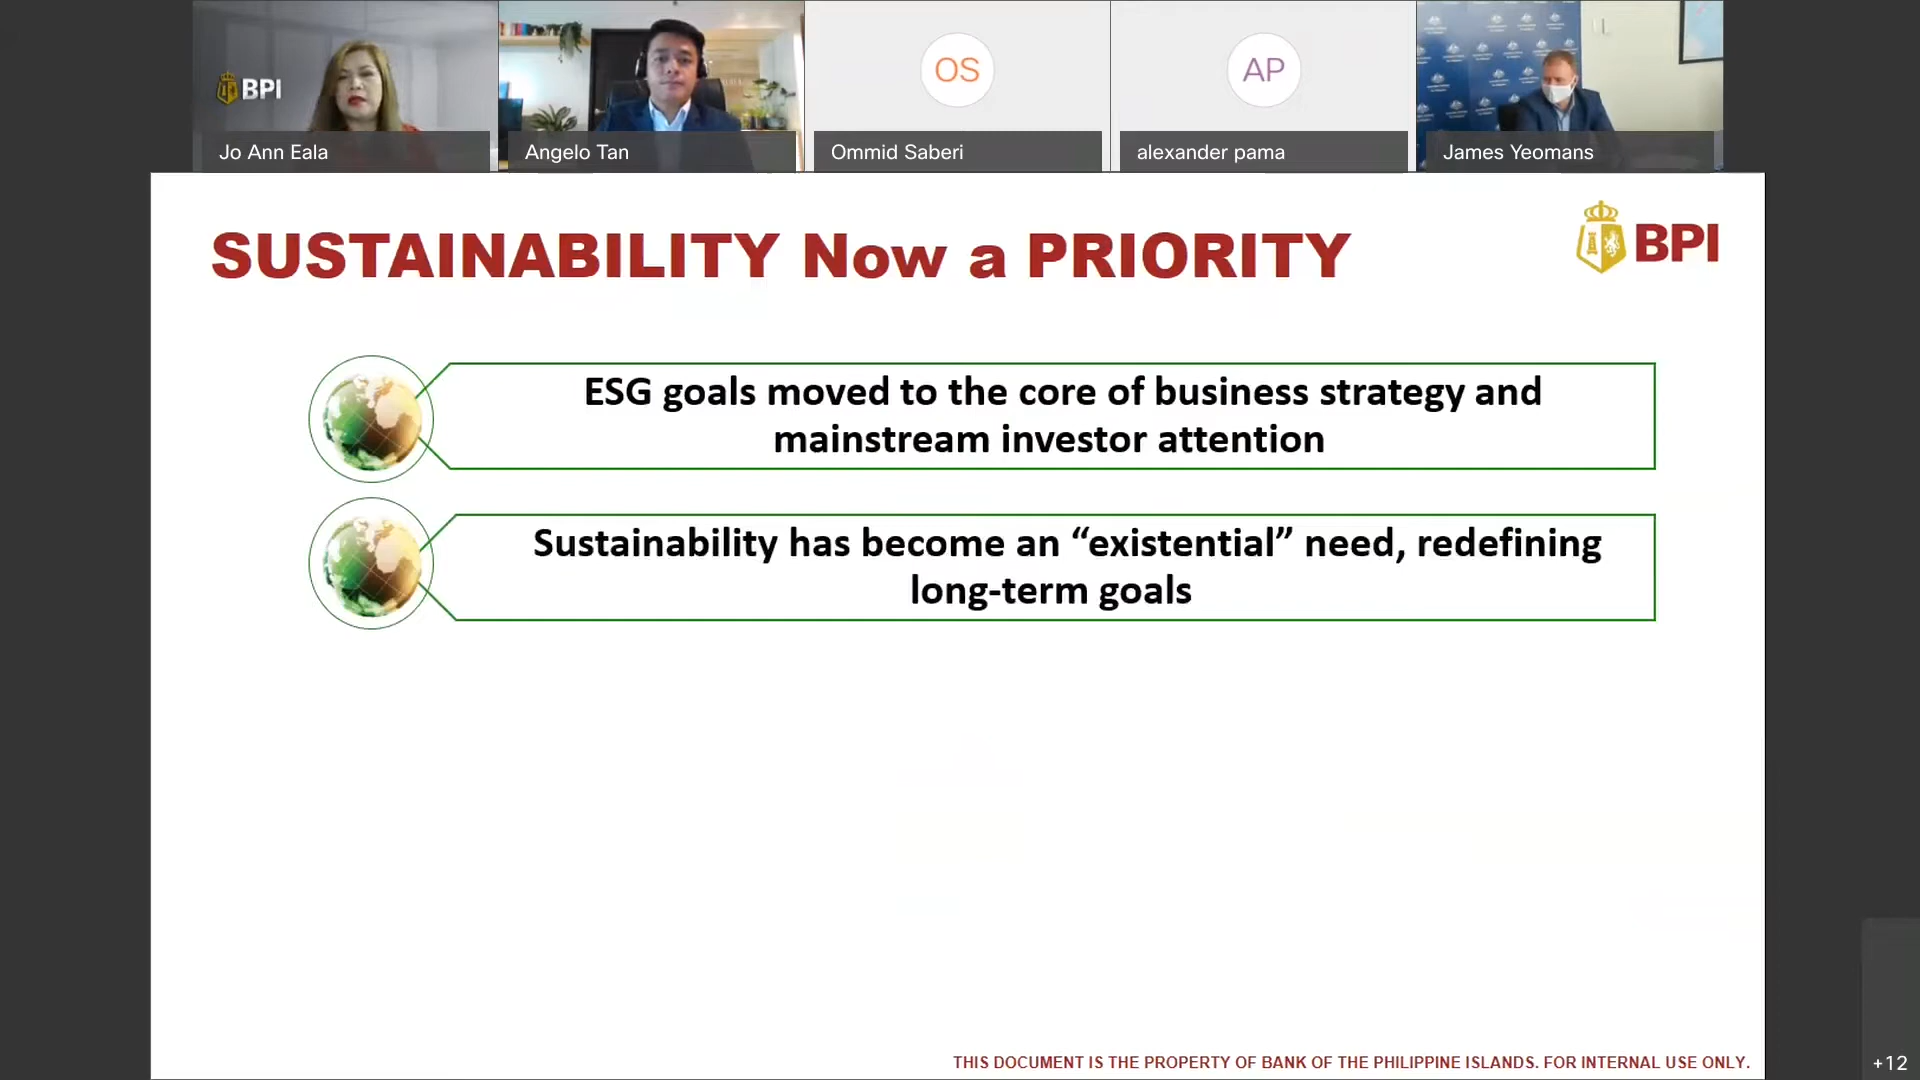 BPI
Jo Ann Eala
Angelo Tan
OS
Ommid Saberi
AP
alexander pama
James Yeomans
SUSTAINABILITY Now a PRIORITY
BPI
ESG goals moved to the core of business strategy and
mainstream investor attention
Sustainability has become an “existential” need, redefining
long-term goals
THIS DOCUMENT IS THE PROPERTY OF BANK OF THE PHILIPPINE ISLANDS. FOR INTERNAL USE ONLY.
+12